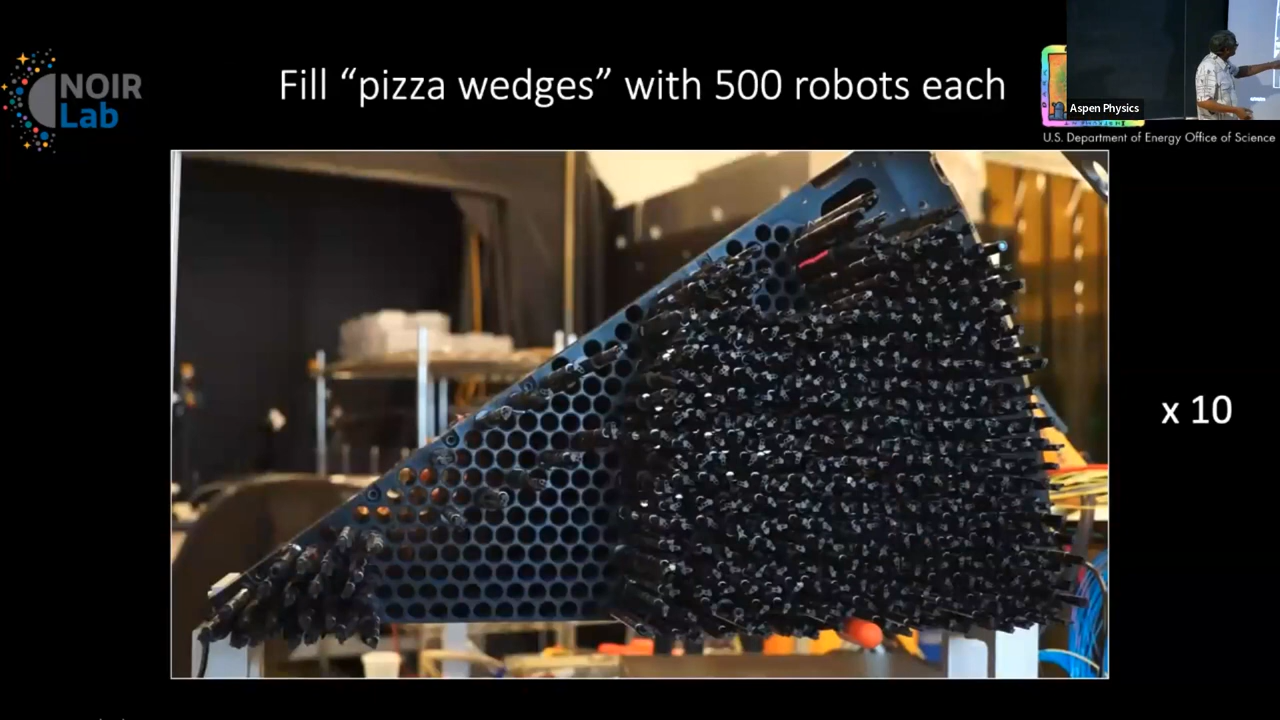 NOIR
Lab
Fill “pizza wedges” with 500 robots each
Aspen Physics
U.S. Department of Energy Office of Science
x 10